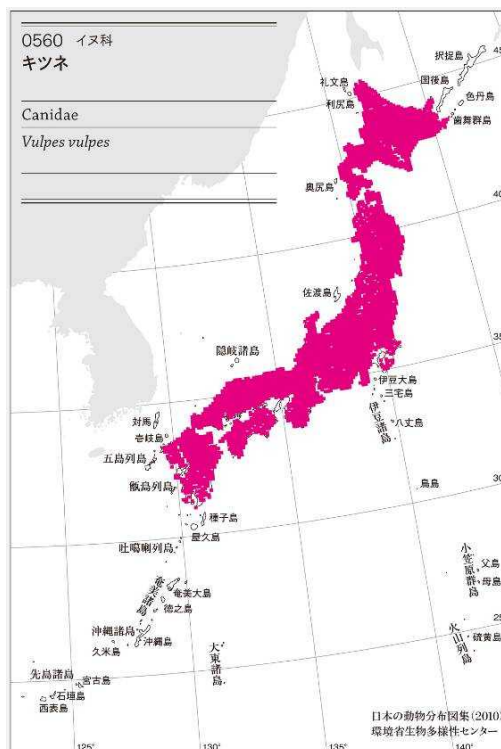 0560 イヌ科
キツネ
Canidae
Vulpes vulpes
択捉島
国後島
色丹島
歯舞群島
礼文島
利尻島
奥尻島
佐渡島
隠岐諸島
伊豆大島
三宅島
伊豆諸島
八丈島
対馬
壱岐島
五島列島
甑島列島
鳥島
種子島
屋久島
吐噶喇列島
小笠原群島
父島
母島
奄美諸島
奄美大島
徳之島
火山列島
硫黄島
沖縄諸島
沖縄島
久米島
大東諸島
先島諸島
宮古島
石垣島
西表島
45
40
35
30
25
125°
130°
135°
140°
日本の動物分布図集(2010)
環境省生物多様性センター